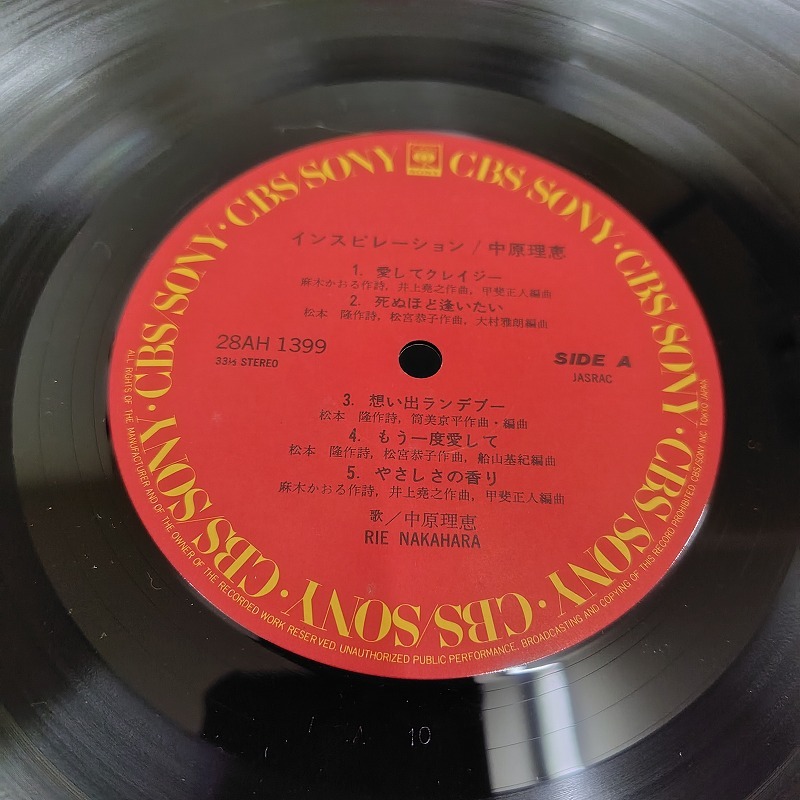 CBS/SONY · CBS/SONY · CBS/SONY · CBS/SONY · CBS/SONY · CBS/SONY · CBS/SONY · CBS/SONY
SONY
インスピレーション / 中原理恵
1. 愛してクレイジー
麻木かおる作詩, 井上堯之作曲, 甲斐正人編曲
2. 死ぬほど逢いたい
松本 隆作詩, 松宮恭子作曲, 大村雅朗編曲
28AH 1399
33⅓ STEREO
SIDE A
JASRAC
3. 想い出ランデブー
松本 隆作詩, 筒美京平作曲・編曲
4. もう一度愛して
松本 隆作詩, 松宮恭子作曲, 船山基紀編曲
5. やさしさの香り
麻木かおる作詩, 井上堯之作曲, 甲斐正人編曲
歌／中原理恵
RIE NAKAHARA
ALL RIGHTS OF THE MANUFACTURER AND OF THE OWNER OF THE RECORDED WORK RESERVED. UNAUTHORIZED PUBLIC PERFORMANCE, BROADCASTING AND COPYING OF THIS RECORD PROHIBITED CBS/SONY INC. TOKYO JAPAN
10